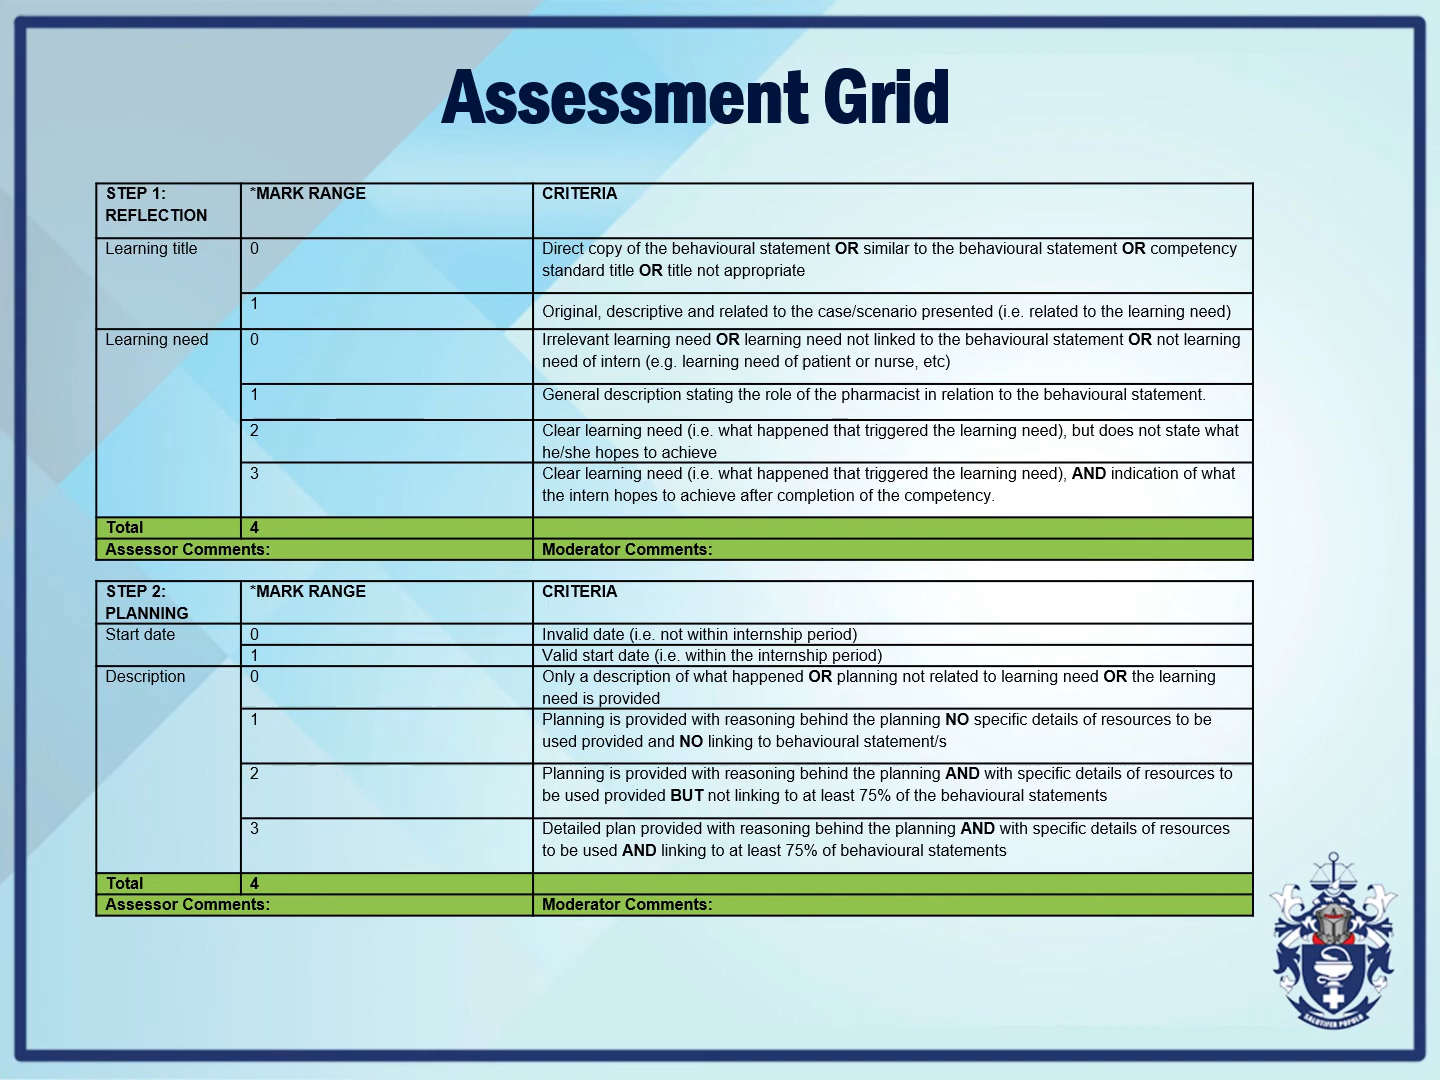 Assessment Grid
STEP 1:
REFLECTION
*MARK RANGE
CRITERIA
Learning title
0
Direct copy of the behavioural statement OR similar to the behavioural statement OR competency
standard title OR title not appropriate
1
Original, descriptive and related to the case/scenario presented (i.e. related to the learning need)
Learning need
0
Irrelevant learning need OR learning need not linked to the behavioural statement OR not learning
need of intern (e.g. learning need of patient or nurse, etc)
1
General description stating the role of the pharmacist in relation to the behavioural statement.
2
Clear learning need (i.e. what happened that triggered the learning need), but does not state what
he/she hopes to achieve
3
Clear learning need (i.e. what happened that triggered the learning need), AND indication of what
the intern hopes to achieve after completion of the competency.
Total
4
Assessor Comments:
Moderator Comments:
STEP 2:
PLANNING
*MARK RANGE
CRITERIA
Start date
0
Invalid date (i.e. not within internship period)
1
Valid start date (i.e. within the internship period)
Description
0
Only a description of what happened OR planning not related to learning need OR the learning
need is provided
1
Planning is provided with reasoning behind the planning NO specific details of resources to be
used provided and NO linking to behavioural statement/s
2
Planning is provided with reasoning behind the planning AND with specific details of resources to
be used provided BUT not linking to at least 75% of the behavioural statements
3
Detailed plan provided with reasoning behind the planning AND with specific details of resources
to be used AND linking to at least 75% of behavioural statements
Total
4
Assessor Comments:
Moderator Comments:
SALUTIFER POPULO